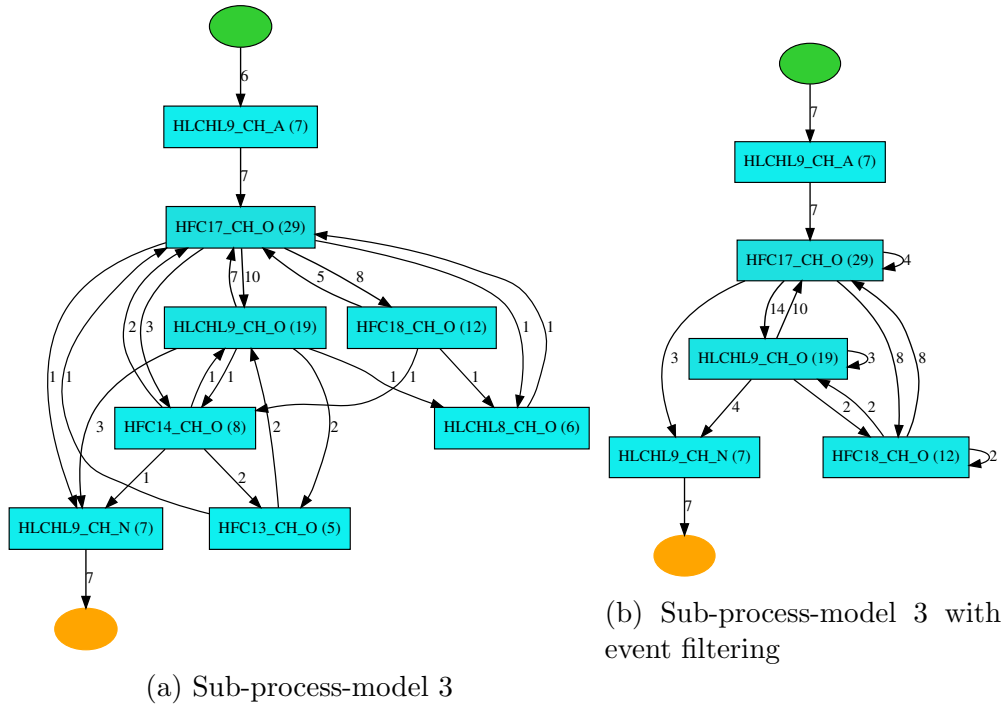 6
HLCHL9_CH_A (7)
7
HFC17_CH_O (29)
7
10
5
8
2
3
1
1
HLCHL9_CH_O (19)
HFC18_CH_O (12)
1
1
1
1
1
1
1
3
2
2
HFC14_CH_O (8)
HLCHL8_CH_O (6)
1
2
HLCHL9_CH_N (7)
HFC13_CH_O (5)
7
(a) Sub-process-model 3
7
HLCHL9_CH_A (7)
7
HFC17_CH_O (29)
4
14
10
HLCHL9_CH_O (19)
3
3
8
8
4
2
2
HLCHL9_CH_N (7)
HFC18_CH_O (12)
2
7
(b) Sub-process-model 3 with
event filtering